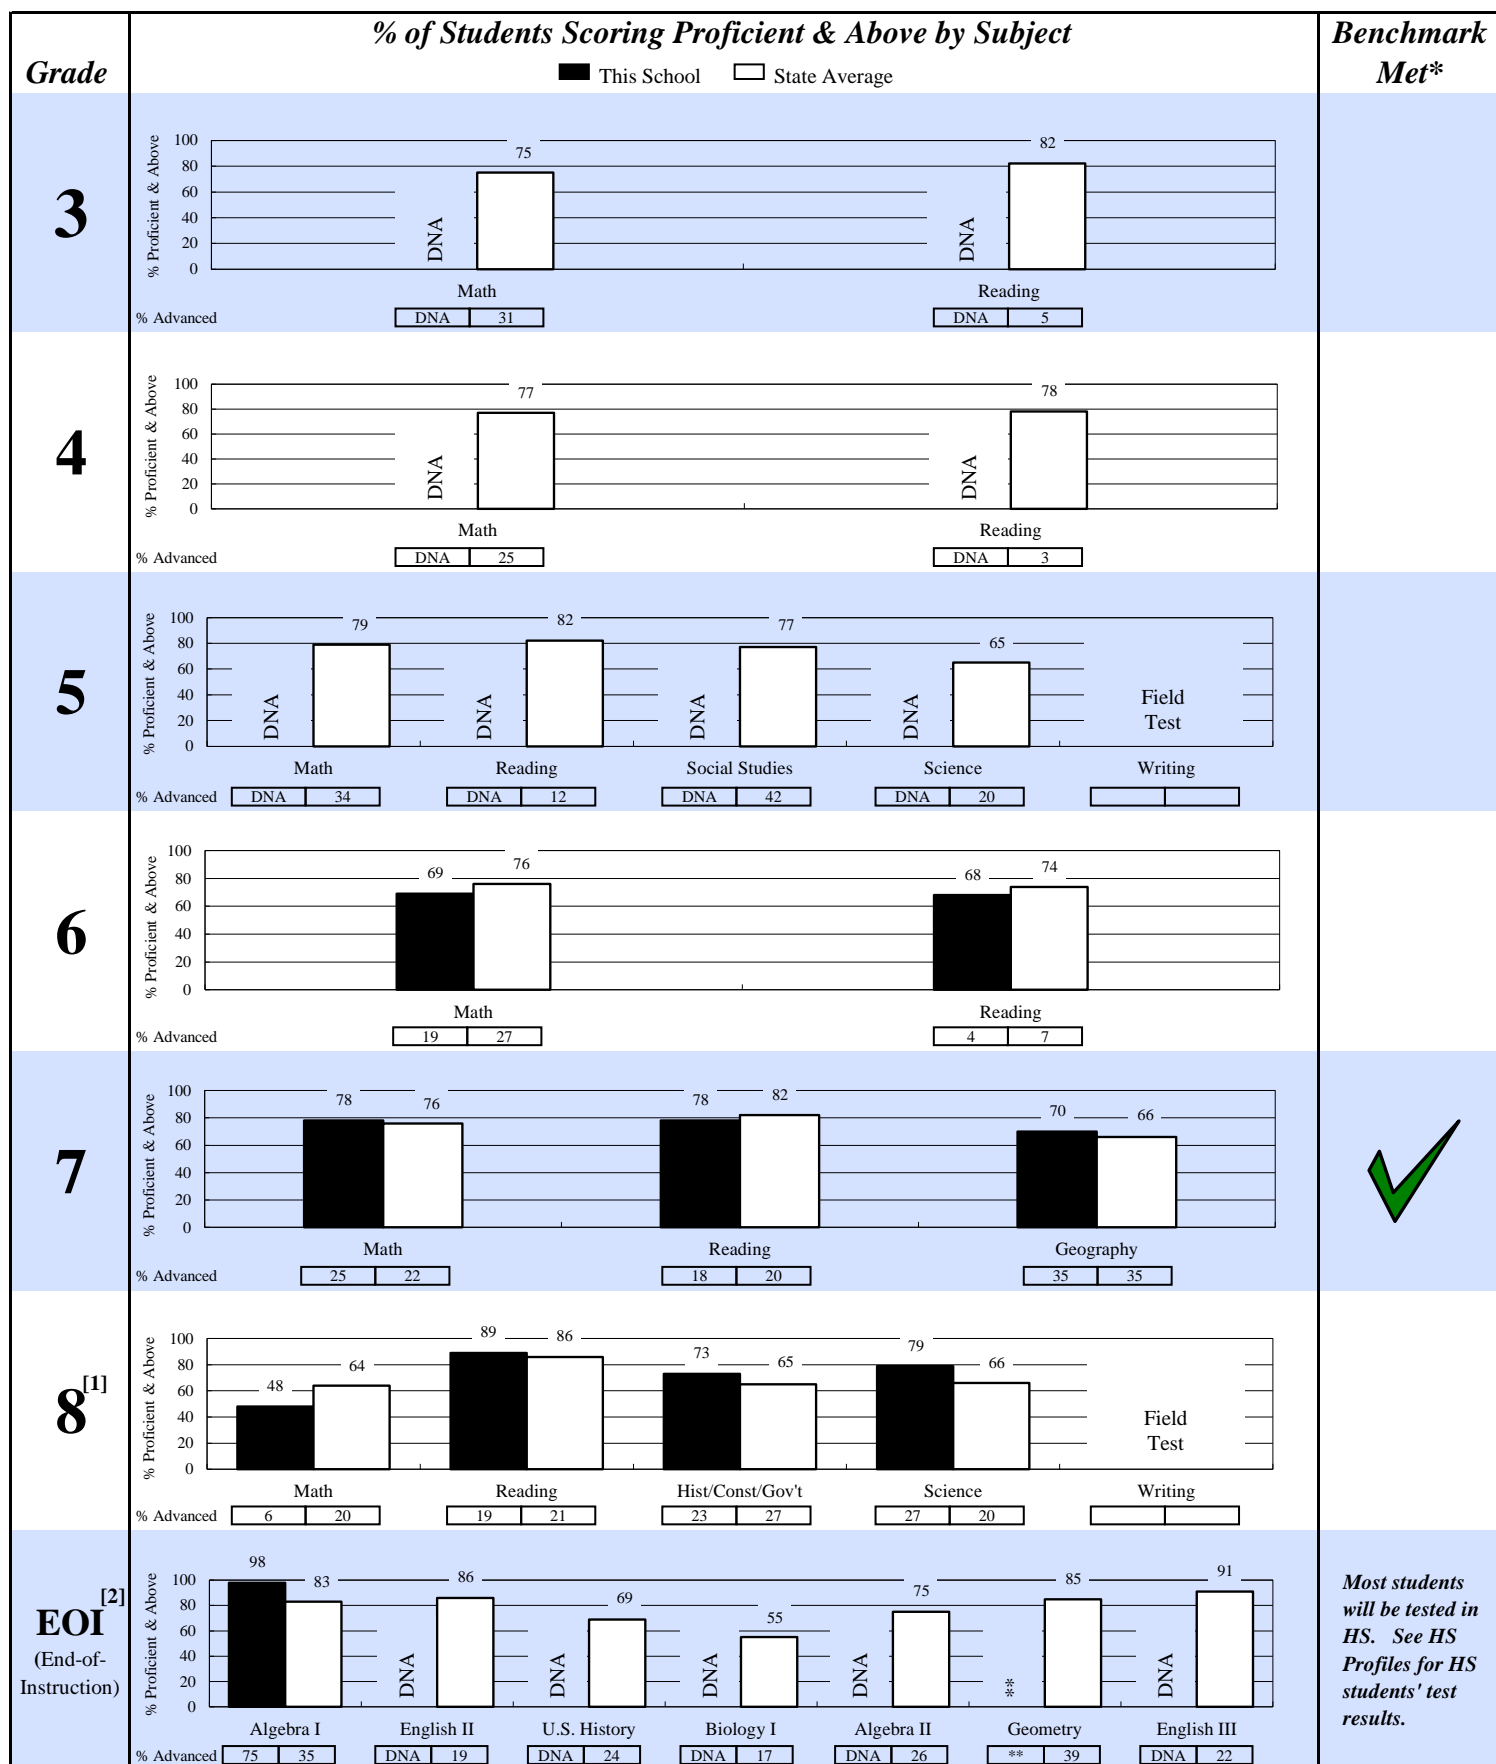 % of Students Scoring Proficient & Above by Subject
Benchmark
Met*
Grade
This School State Average
3
% Proficient & Above
100
80
60
40
20
0
DNA 75
DNA 82
Math Reading
% Advanced DNA 31 DNA 5
4
% Proficient & Above
100
80
60
40
20
0
DNA 77
DNA 78
Math Reading
% Advanced DNA 25 DNA 3
5
% Proficient & Above
100
80
60
40
20
0
DNA 79
DNA 82
DNA 77
DNA 65
Field
Test
Math Reading Social Studies Science Writing
% Advanced DNA 34 DNA 12 DNA 42 DNA 20
6
% Proficient & Above
100
80
60
40
20
0
69 76
68 74
Math Reading
% Advanced 19 27 4 7
7
% Proficient & Above
100
80
60
40
20
0
78 76
78 82
70 66
Math Reading Geography
% Advanced 25 22 18 20 35 35
8[1]
% Proficient & Above
100
80
60
40
20
0
48 64
89 86
73 65
79 66
Field
Test
Math Reading Hist/Const/Gov't Science Writing
% Advanced 6 20 19 21 23 27 27 20
EOI[2]
(End-of-
Instruction)
% Proficient & Above
100
80
60
40
20
0
98 83
DNA 86
DNA 69
DNA 55
DNA 75
** 85
DNA 91
Algebra I English II U.S. History Biology I Algebra II Geometry English III
% Advanced 75 35 DNA 19 DNA 24 DNA 17 DNA 26 ** 39 DNA 22
Most students
will be tested in
HS. See HS
Profiles for HS
students' test
results.